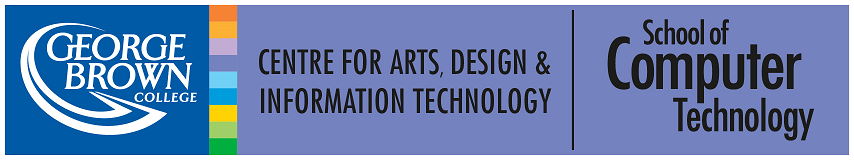 GEORGE
BROWN
COLLEGE
CENTRE FOR ARTS, DESIGN &
INFORMATION TECHNOLOGY
School of
Computer
Technology